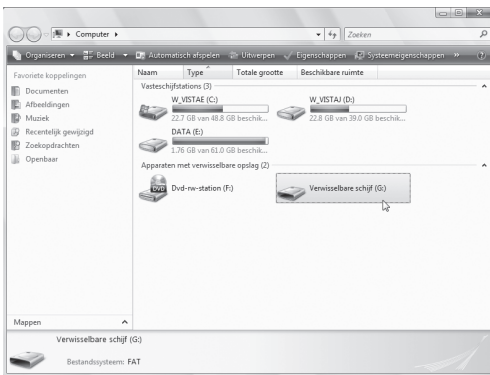 Computer
Zoeken
Organiseren Beeld Automatisch afspelen Uitwerpen Eigenschappen Systeemeigenschappen »
Favoriete koppelingen
Documenten
Afbeeldingen
Muziek
Recentelijk gewijzigd
Zoekopdrachten
Openbaar
Mappen
Naam Type Totale grootte Beschikbare ruimte
Vasteschijfstations (3)
W_VISTAE (C:)
22.7 GB van 48.8 GB beschik...
W_VISTAJ (D:)
22.8 GB van 39.0 GB beschik...
DATA (E:)
1.76 GB van 61.0 GB beschik...
Apparaten met verwisselbare opslag (2)
DVD
Dvd-rw-station (F:)
Verwisselbare schijf (G:)
Verwisselbare schijf (G:)
Bestandssysteem: FAT